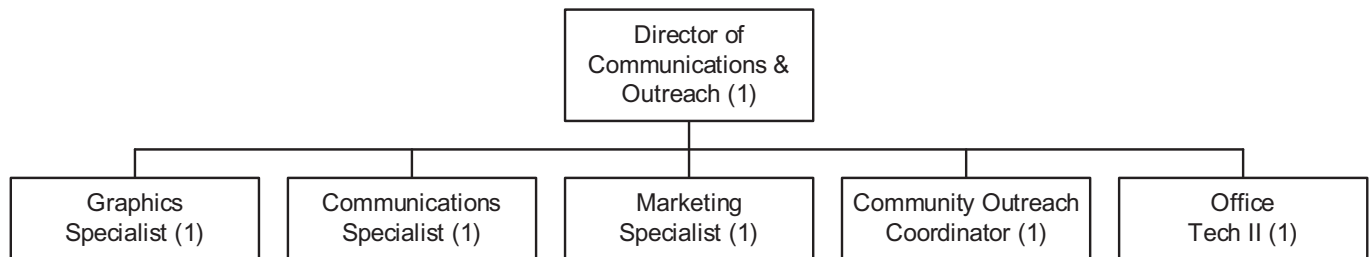 Director of
Communications &
Outreach (1)
Graphics
Specialist (1)
Communications
Specialist (1)
Marketing
Specialist (1)
Community Outreach
Coordinator (1)
Office
Tech II (1)